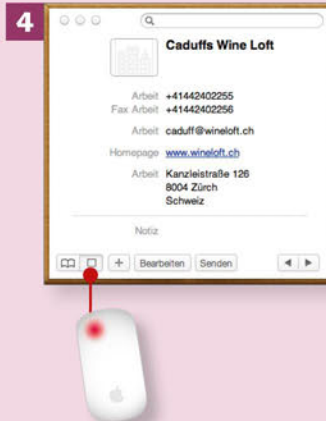 4
Caduffs Wine Loft
Arbeit +41442402255
Fax Arbeit +41442402256
Arbeit caduff@wineloft.ch
Homepage www.wineloft.ch
Arbeit Kanzleistraße 126
8004 Zürch
Schweiz
Notiz
+ Bearbeiten Senden